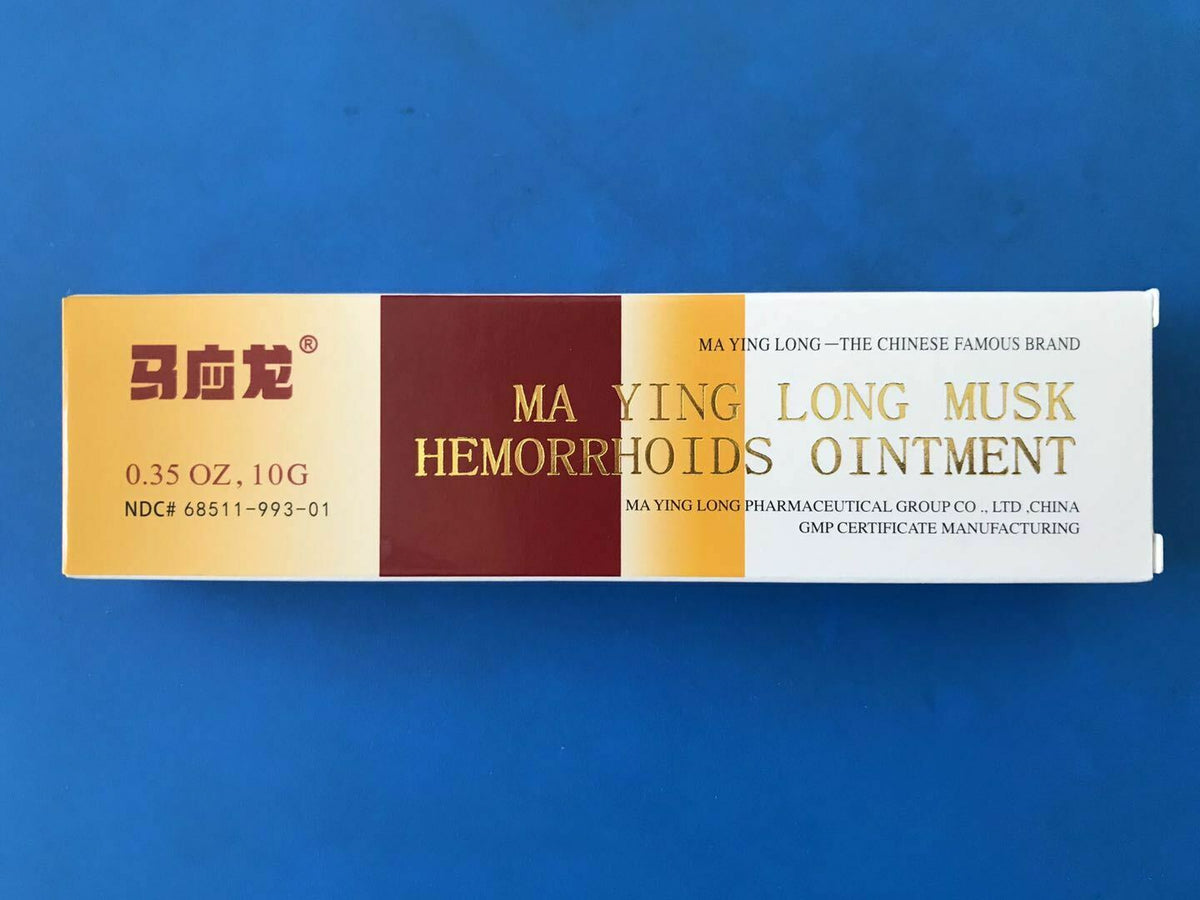 马应龙®
0.35 OZ, 10G
NDC# 68511-993-01
MA YING LONG—THE CHINESE FAMOUS BRAND
MA YING LONG MUSK
HEMORRHOIDS OINTMENT
MA YING LONG PHARMACEUTICAL GROUP CO ., LTD ,CHINA
GMP CERTIFICATE MANUFACTURING